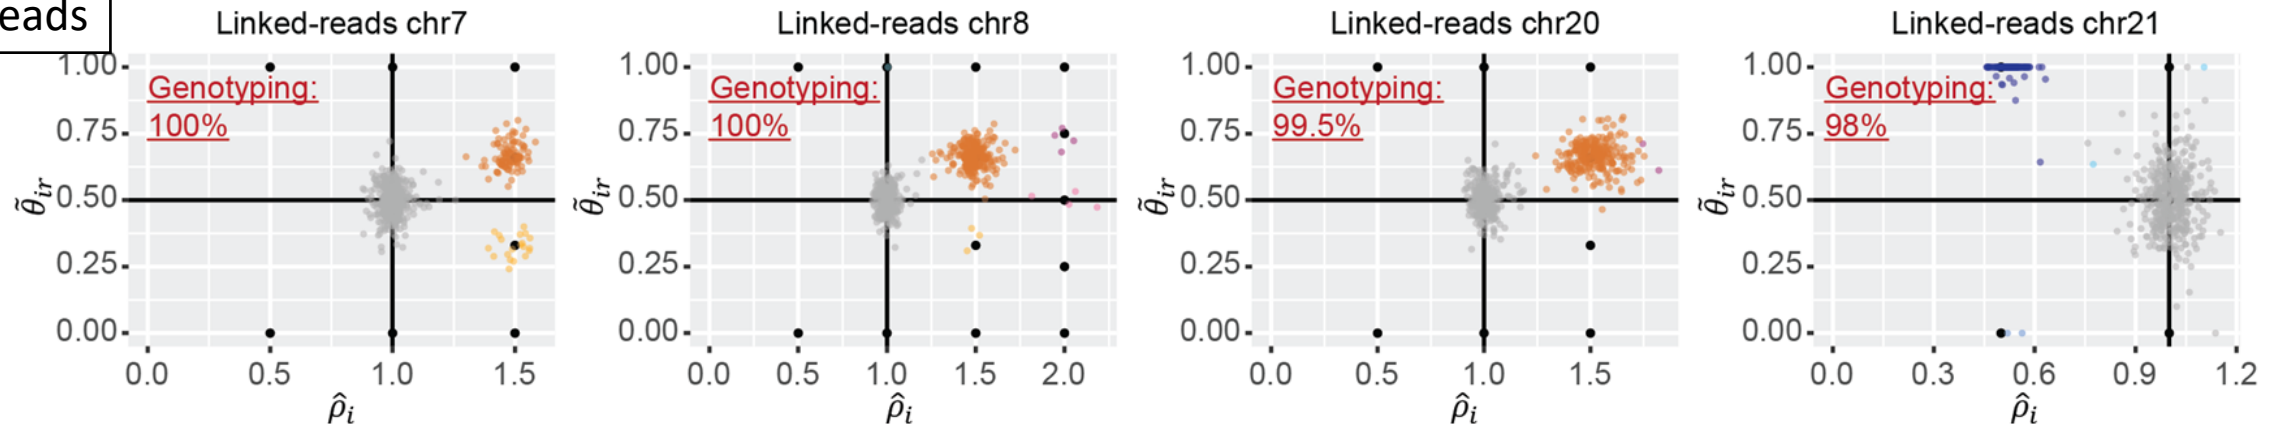 eads
Linked-reads chr7
Linked-reads chr8
Linked-reads chr20
Linked-reads chr21
Genotyping:
100%
1.00
0.75
0.50
0.25
0.00
θ̃ir
0.0 0.5 1.0 1.5
ρ̂i
Genotyping:
100%
1.00
0.75
0.50
0.25
0.00
θ̃ir
0.0 0.5 1.0 1.5 2.0
ρ̂i
Genotyping:
99.5%
1.00
0.75
0.50
0.25
0.00
θ̃ir
0.0 0.5 1.0 1.5
ρ̂i
Genotyping:
98%
1.00
0.75
0.50
0.25
0.00
θ̃ir
0.0 0.3 0.6 0.9 1.2
ρ̂i